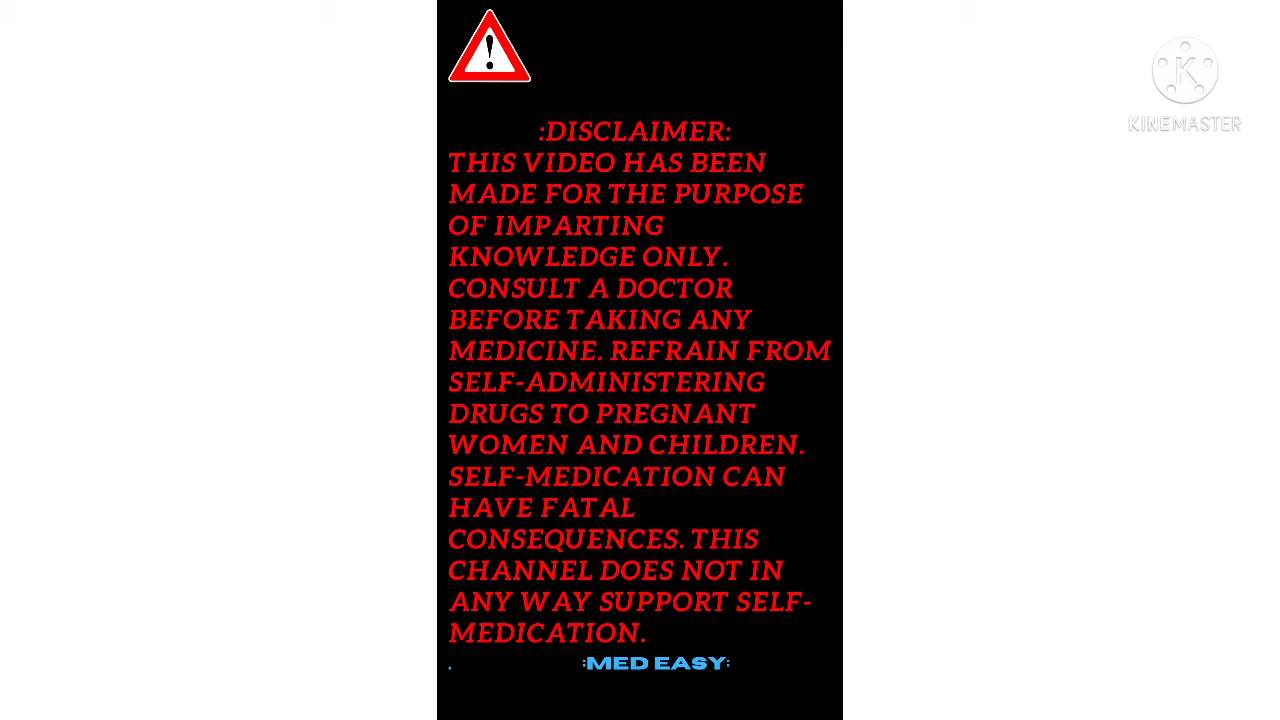 :DISCLAIMER:
THIS VIDEO HAS BEEN
MADE FOR THE PURPOSE
OF IMPARTING
KNOWLEDGE ONLY.
CONSULT A DOCTOR
BEFORE TAKING ANY
MEDICINE. REFRAIN FROM
SELF-ADMINISTERING
DRUGS TO PREGNANT
WOMEN AND CHILDREN.
SELF-MEDICATION CAN
HAVE FATAL
CONSEQUENCES. THIS
CHANNEL DOES NOT IN
ANY WAY SUPPORT SELF-
MEDICATION.
. :MED EASY:
K
KINEMASTER